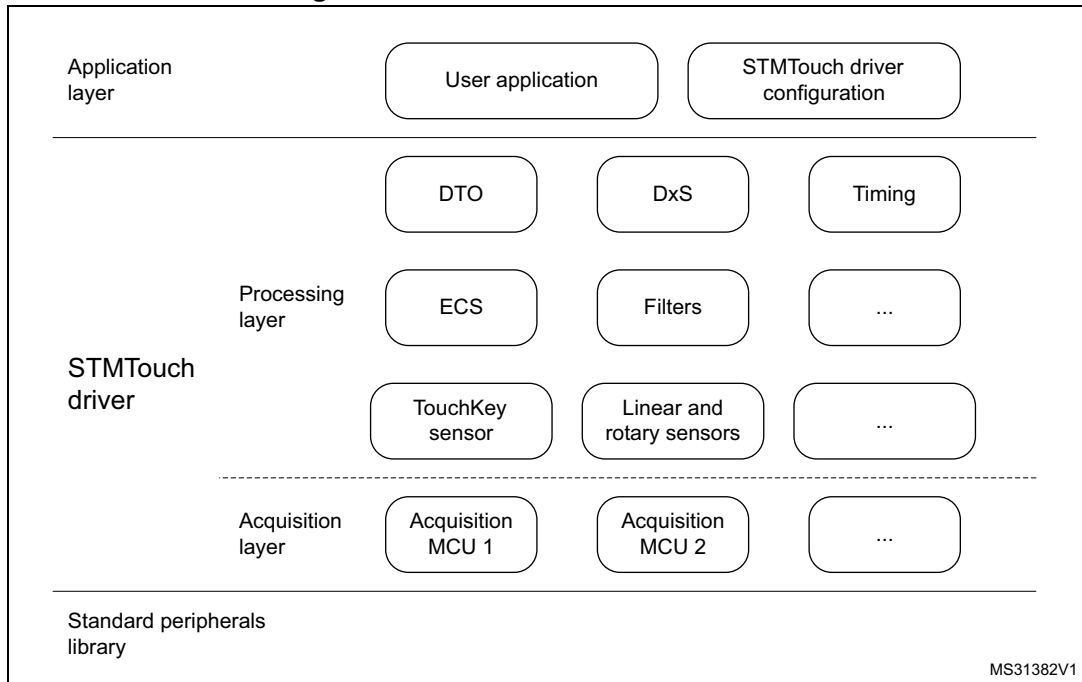 Application
layer
User application
STMTouch driver
configuration
DTO
DxS
Timing
Processing
layer
ECS
Filters
...
STMTouch
driver
TouchKey
sensor
Linear and
rotary sensors
...
Acquisition
layer
Acquisition
MCU 1
Acquisition
MCU 2
...
Standard peripherals
library
MS31382V1